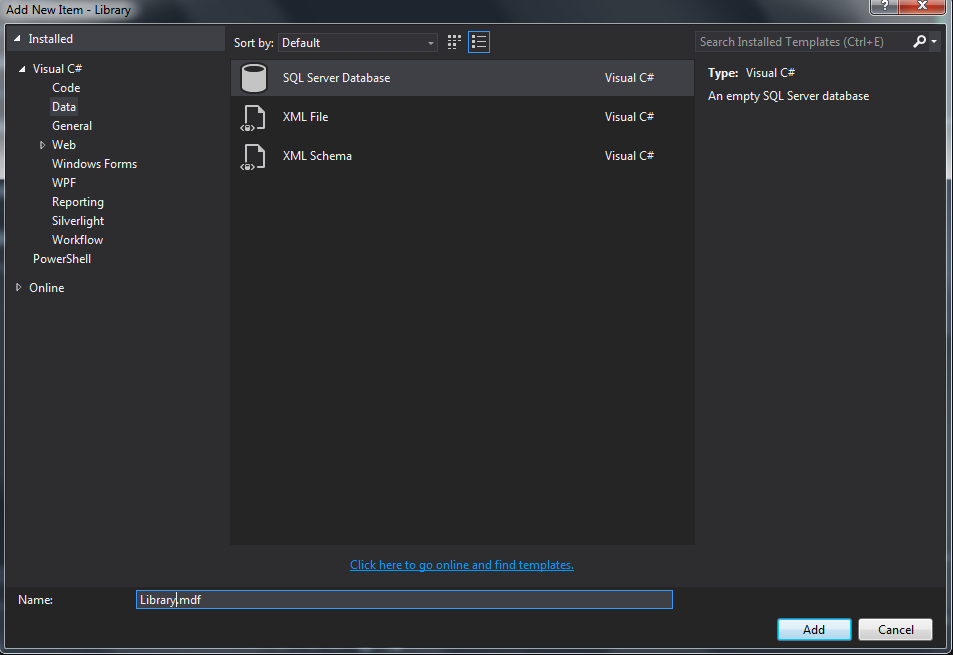 Add New Item - Library
?
Installed
Sort by: Default
Search Installed Templates (Ctrl+E)
Visual C#
Code
Data
General
Web
Windows Forms
WPF
Reporting
Silverlight
Workflow
PowerShell
Online
SQL Server Database Visual C#
XML File Visual C#
XML Schema Visual C#
Type: Visual C#
An empty SQL Server database
Click here to go online and find templates.
Name: Library.mdf
Add Cancel